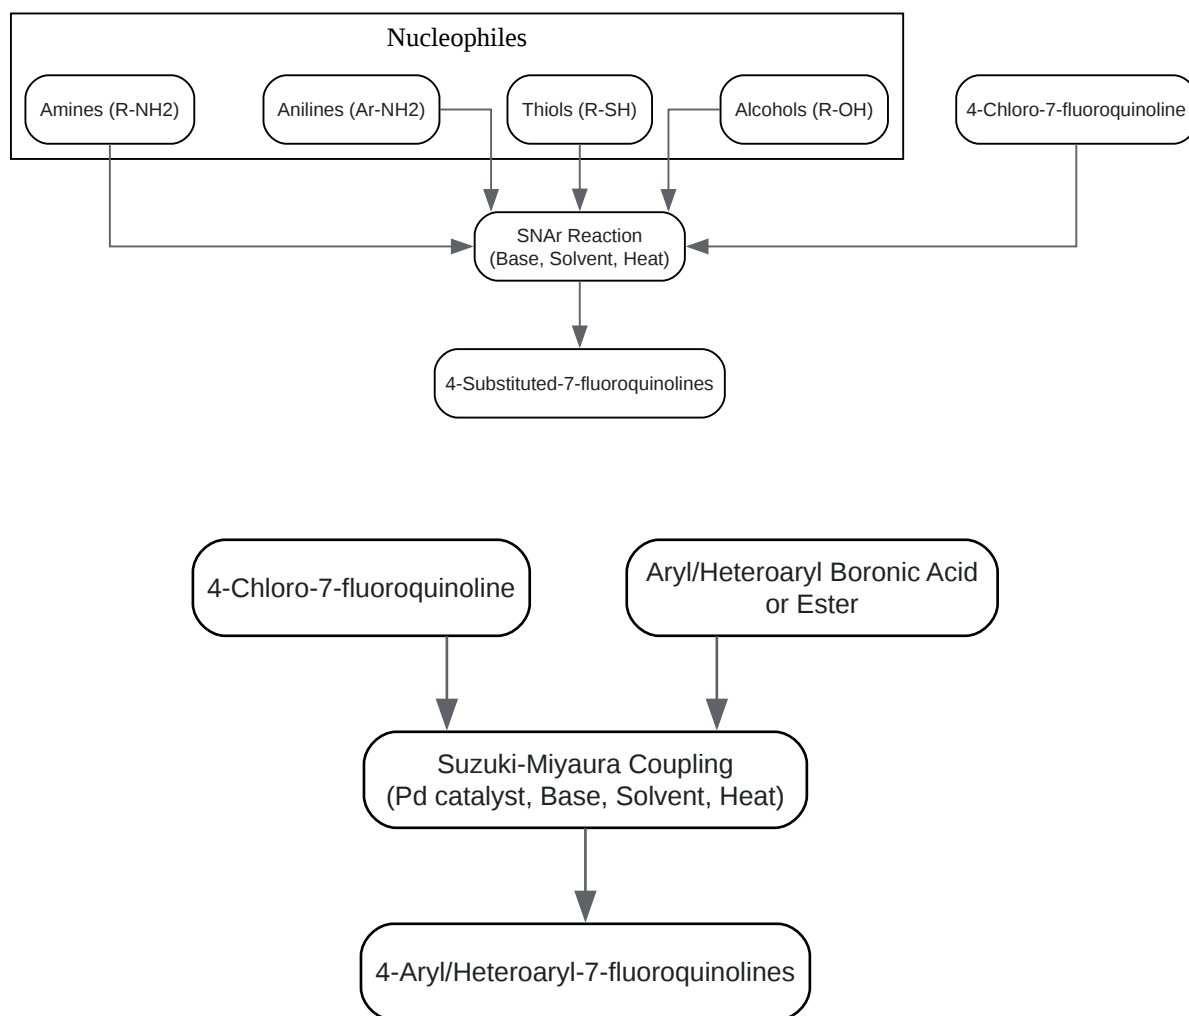 Nucleophiles
Amines (R-NH2)
Anilines (Ar-NH2)
Thiols (R-SH)
Alcohols (R-OH)
4-Chloro-7-fluoroquinoline
SNAr Reaction
(Base, Solvent, Heat)
4-Substituted-7-fluoroquinolines
4-Chloro-7-fluoroquinoline
Aryl/Heteroaryl Boronic Acid
or Ester
Suzuki-Miyaura Coupling
(Pd catalyst, Base, Solvent, Heat)
4-Aryl/Heteroaryl-7-fluoroquinolines